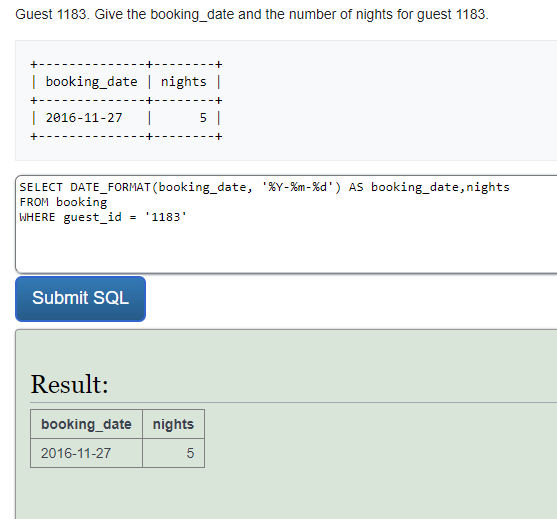 Guest 1183. Give the booking_date and the number of nights for guest 1183.
+--------------+--------+
| booking_date | nights |
+--------------+--------+
| 2016-11-27   |      5 |
+--------------+--------+
SELECT DATE_FORMAT(booking_date, '%Y-%m-%d') AS booking_date,nights
FROM booking
WHERE guest_id = '1183'
Submit SQL
Result:
booking_date nights
2016-11-27 5